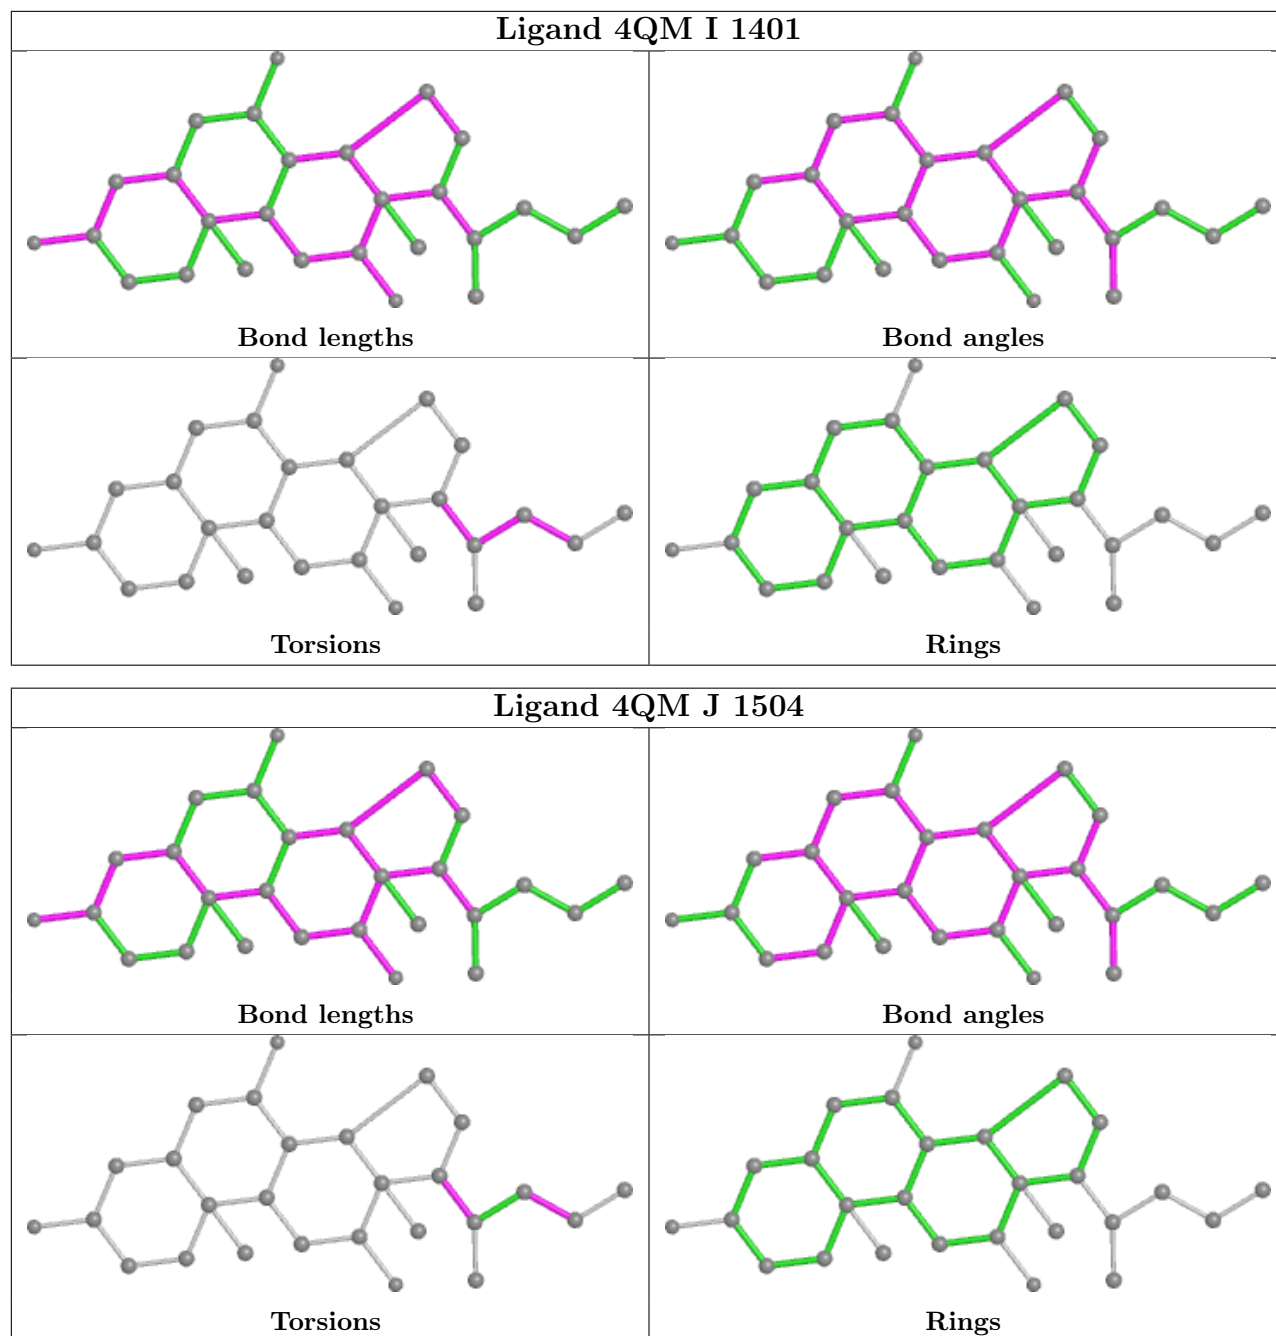 Ligand 4QM I 1401
Bond lengths
Bond angles
Torsions
Rings
Ligand 4QM J 1504
Bond lengths
Bond angles
Torsions
Rings